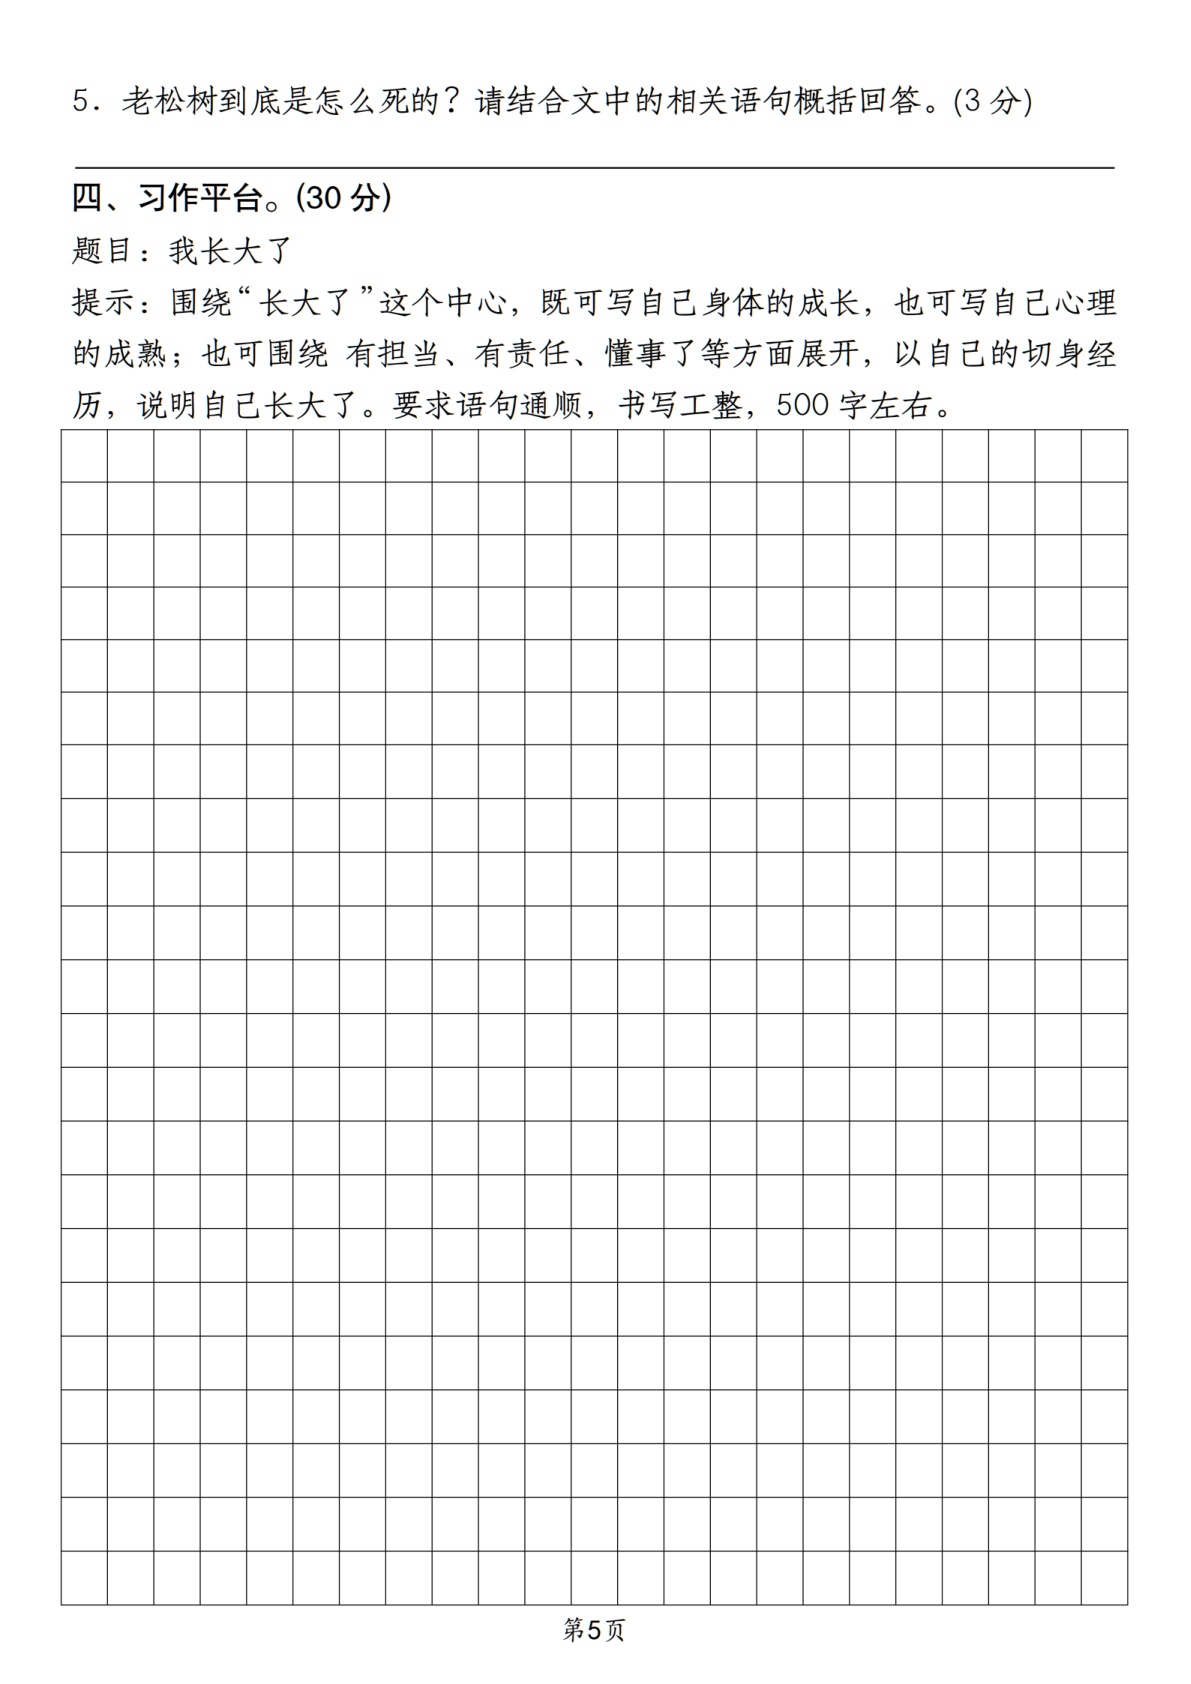 5. 老松树到底是怎么死的？请结合文中的相关语句概括回答。(3 分)
四、习作平台。(30 分)
题目：我长大了
提示：围绕“长大了”这个中心，既可写自己身体的成长，也可写自己心理
的成熟；也可围绕 有担当、有责任、懂事了等方面展开，以自己的切身经
历，说明自己长大了。要求语句通顺，书写工整，500 字左右。
第5页